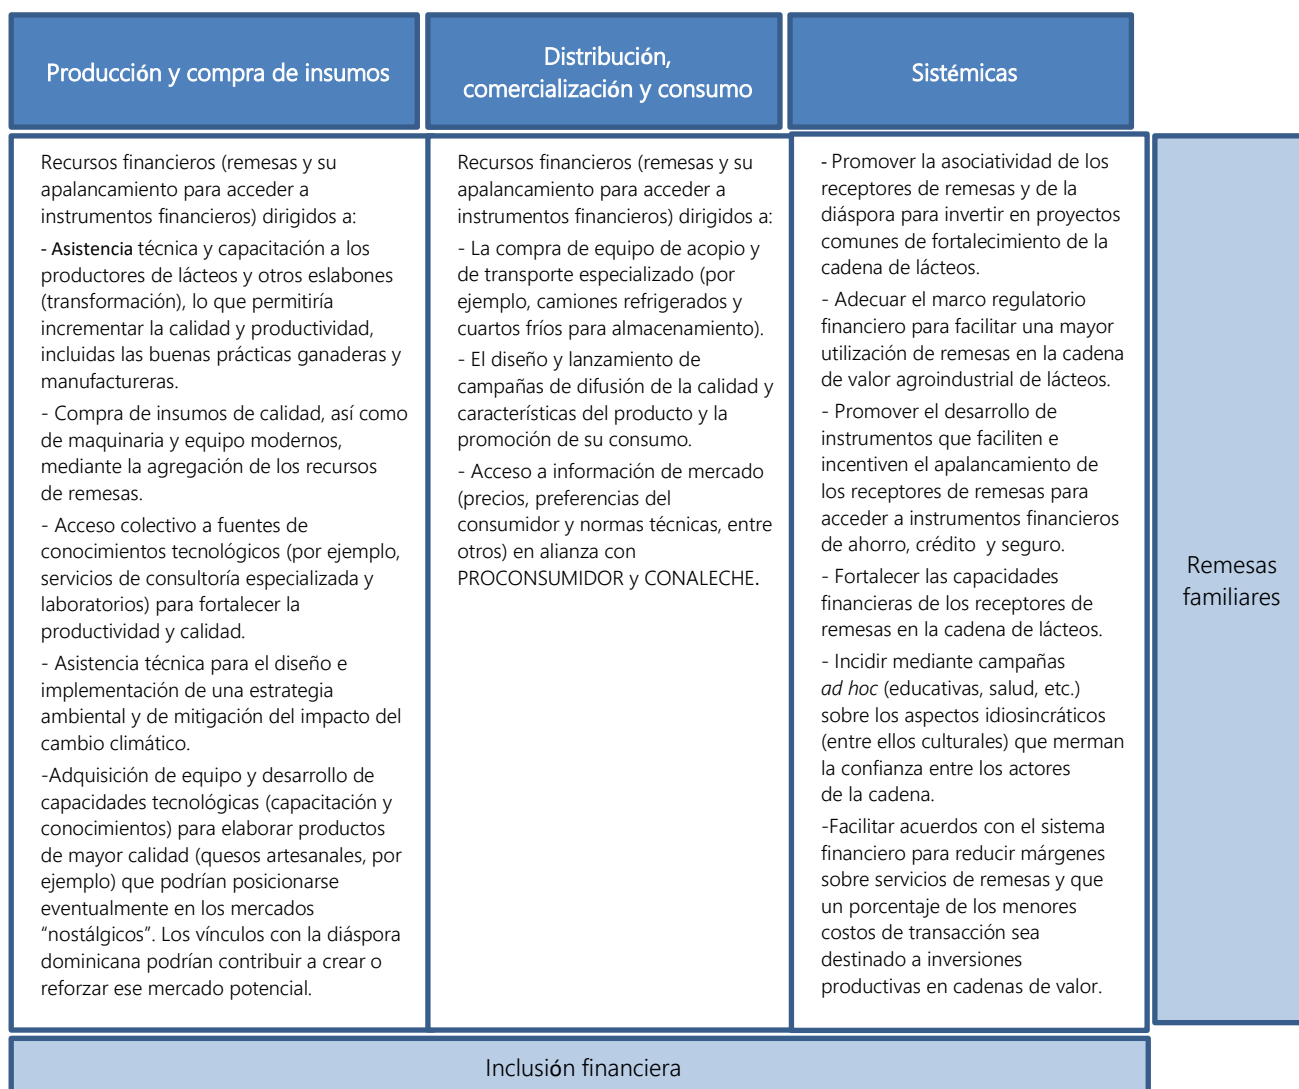 Producción y compra de insumos
Distribución,
comercialización y consumo
Sistémicas
Recursos financieros (remesas y su
apalancamiento para acceder a
instrumentos financieros) dirigidos a:
- Asistencia técnica y capacitación a los
productores de lácteos y otros eslabones
(transformación), lo que permitiría
incrementar la calidad y productividad,
incluidas las buenas prácticas ganaderas y
manufactureras.
- Compra de insumos de calidad, así como
de maquinaria y equipo modernos,
mediante la agregación de los recursos
de remesas.
- Acceso colectivo a fuentes de
conocimientos tecnológicos (por ejemplo,
servicios de consultoría especializada y
laboratorios) para fortalecer la
productividad y calidad.
- Asistencia técnica para el diseño e
implementación de una estrategia
ambiental y de mitigación del impacto del
cambio climático.
-Adquisición de equipo y desarrollo de
capacidades tecnológicas (capacitación y
conocimientos) para elaborar productos
de mayor calidad (quesos artesanales, por
ejemplo) que podrían posicionarse
eventualmente en los mercados
“nostálgicos”. Los vínculos con la diáspora
dominicana podrían contribuir a crear o
reforzar ese mercado potencial.
Recursos financieros (remesas y su
apalancamiento para acceder a
instrumentos financieros) dirigidos a:
- La compra de equipo de acopio y
de transporte especializado (por
ejemplo, camiones refrigerados y
cuartos fríos para almacenamiento).
- El diseño y lanzamiento de
campañas de difusión de la calidad y
características del producto y la
promoción de su consumo.
- Acceso a información de mercado
(precios, preferencias del
consumidor y normas técnicas, entre
otros) en alianza con
PROCONSUMIDOR y CONALECHE.
- Promover la asociatividad de los
receptores de remesas y de la
diáspora para invertir en proyectos
comunes de fortalecimiento de la
cadena de lácteos.
- Adecuar el marco regulatorio
financiero para facilitar una mayor
utilización de remesas en la cadena
de valor agroindustrial de lácteos.
- Promover el desarrollo de
instrumentos que faciliten e
incentiven el apalancamiento de
los receptores de remesas para
acceder a instrumentos financieros
de ahorro, crédito y seguro.
- Fortalecer las capacidades
financieras de los receptores de
remesas en la cadena de lácteos.
- Incidir mediante campañas
ad hoc (educativas, salud, etc.)
sobre los aspectos idiosincráticos
(entre ellos culturales) que merman
la confianza entre los actores
de la cadena.
-Facilitar acuerdos con el sistema
financiero para reducir márgenes
sobre servicios de remesas y que
un porcentaje de los menores
costos de transacción sea
destinado a inversiones
productivas en cadenas de valor.
Remesas
familiares
Inclusión financiera